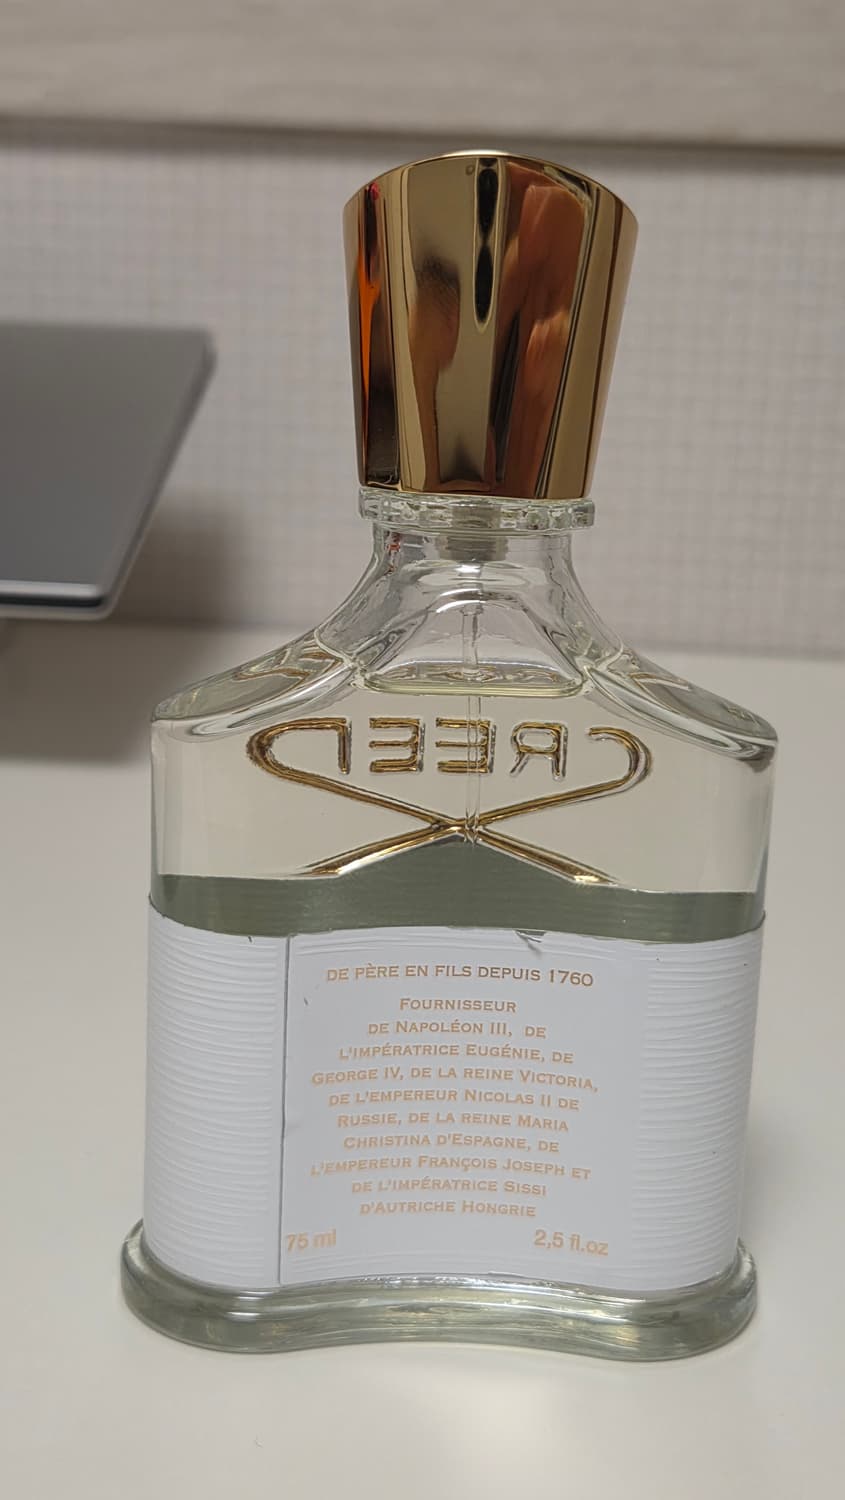 CREED
DE PÈRE EN FILS DEPUIS 1760
FOURNISSEUR
DE NAPOLÉON III, DE
L'IMPÉRATRICE EUGÉNIE, DE
GEORGE IV, DE LA REINE VICTORIA,
DE L'EMPEREUR NICOLAS II DE
RUSSIE, DE LA REINE MARIA
CHRISTINA D'ESPAGNE, DE
L'EMPEREUR FRANÇOIS JOSEPH ET
DE L'IMPÉRATRICE SISSI
D'AUTRICHE HONGRIE
75 ml 2,5 fl.oz